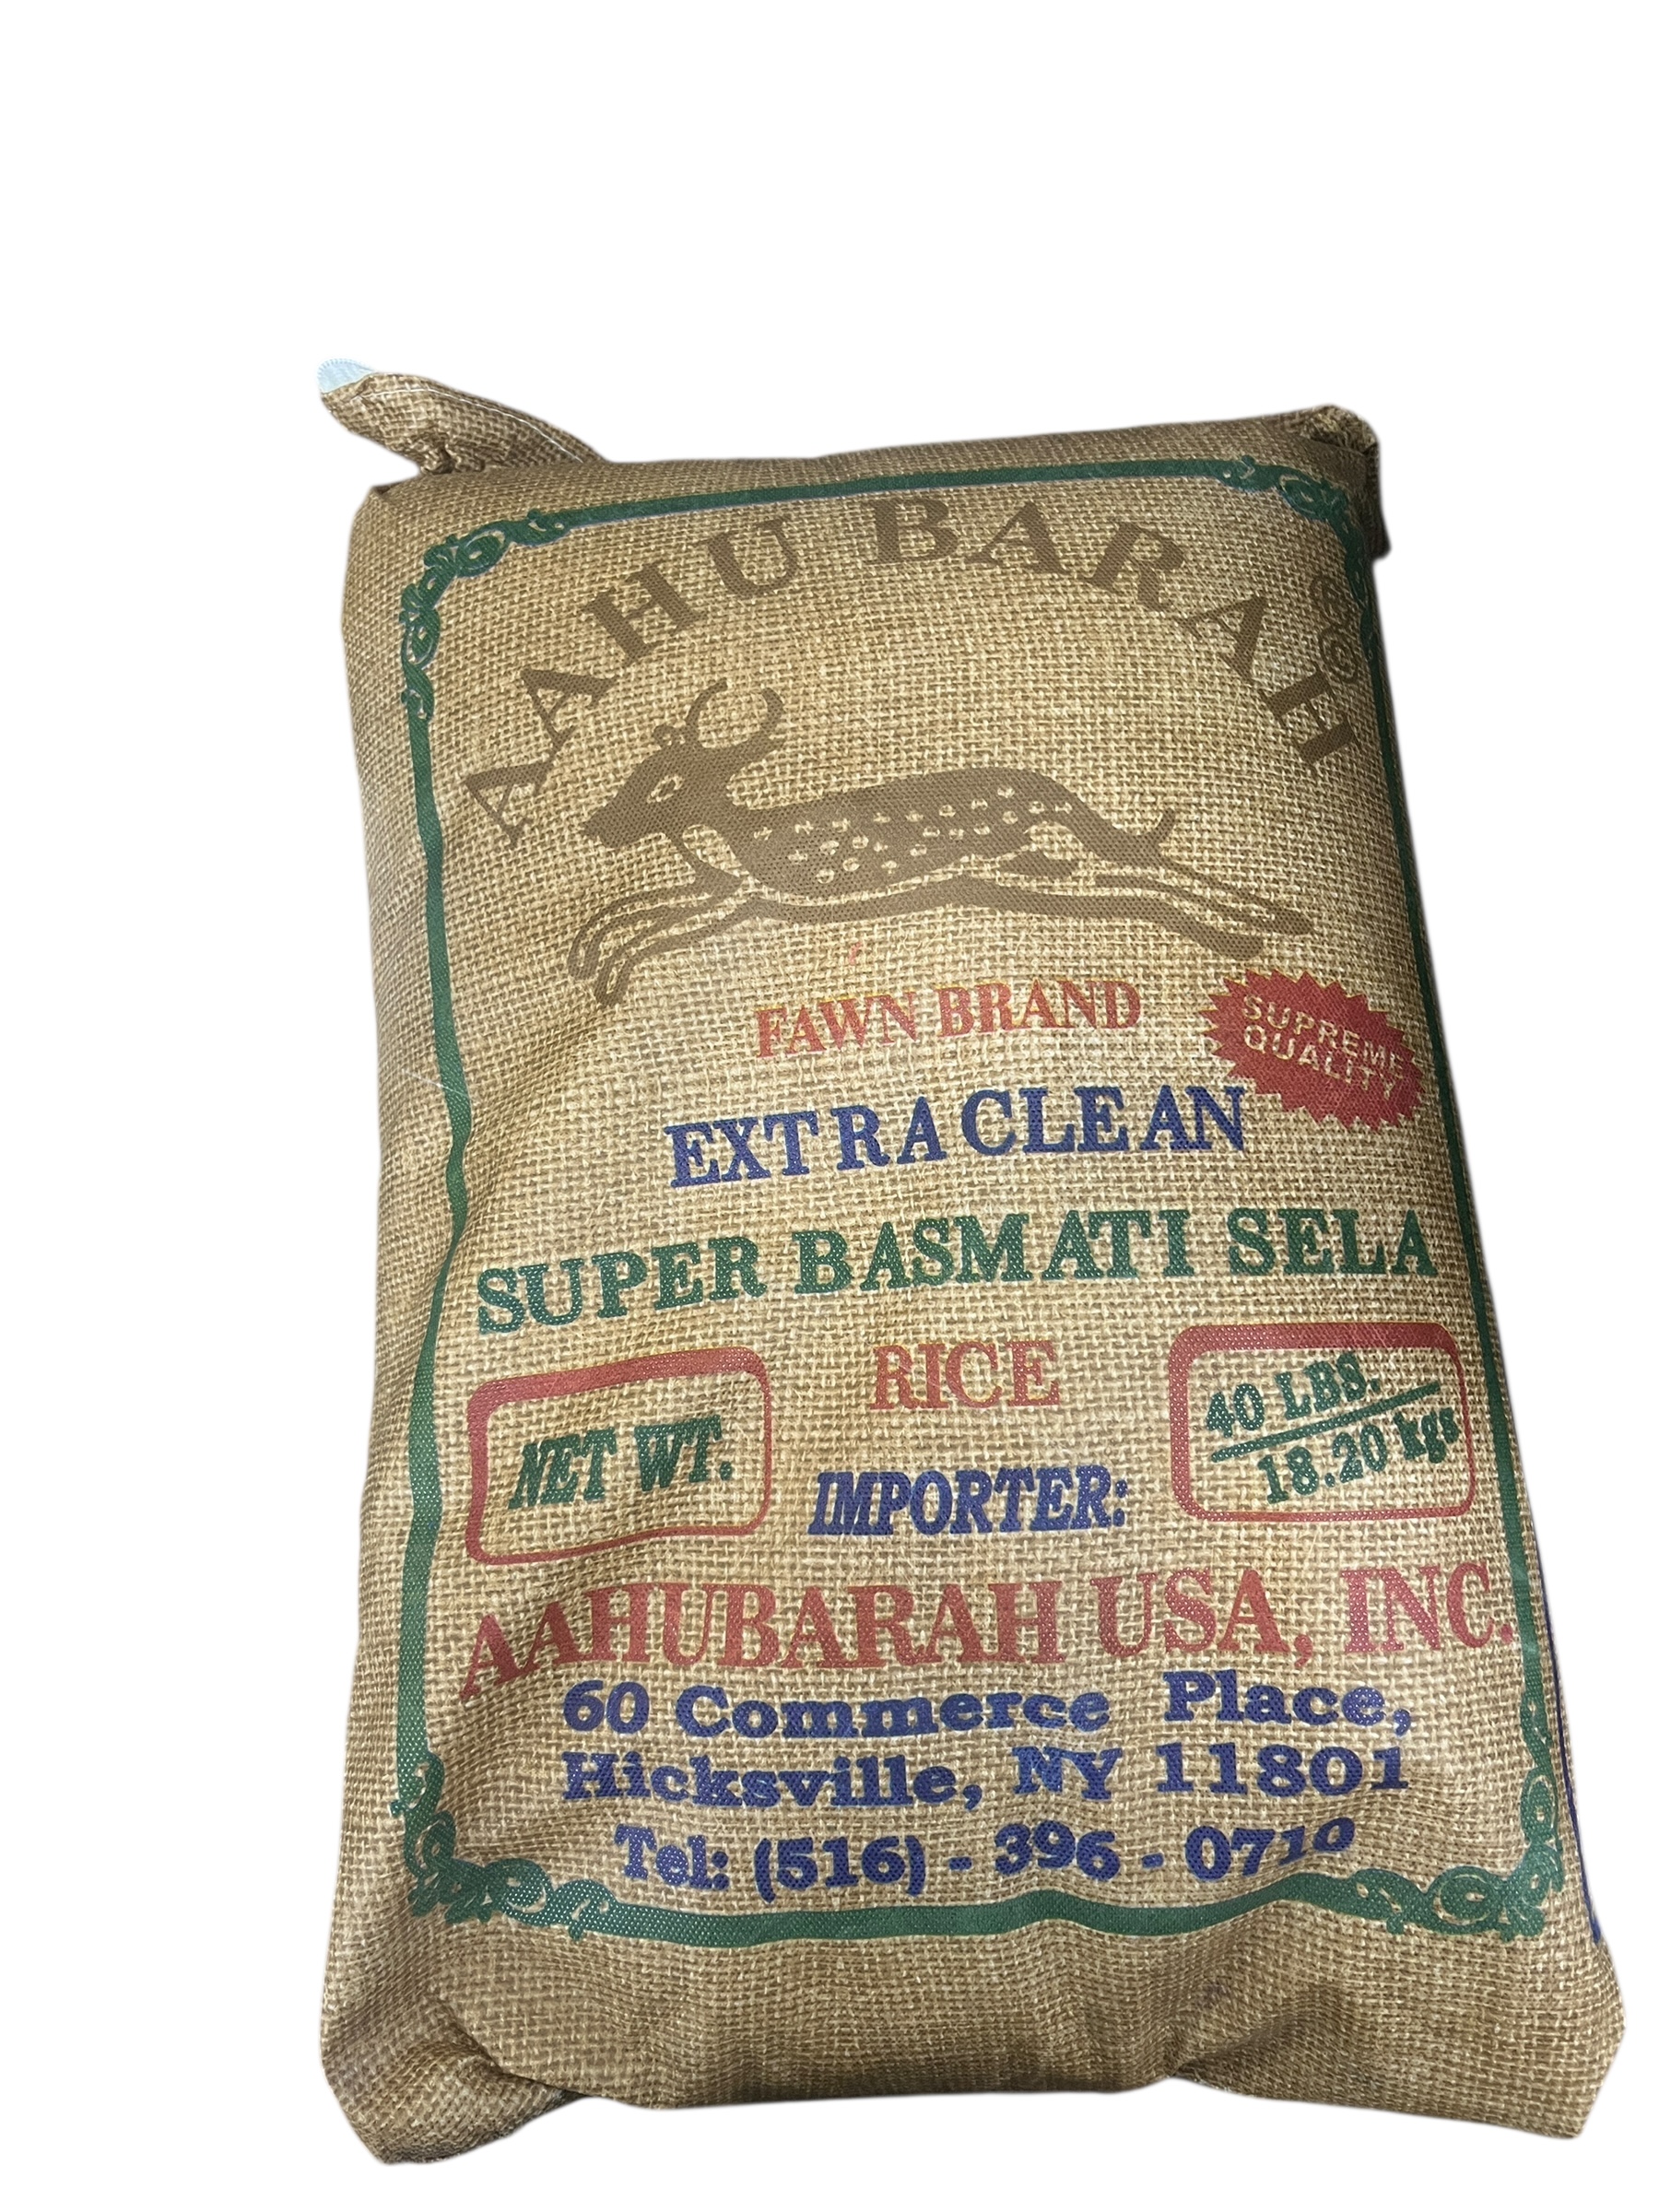 AAHU BARAH
®©
FAWN BRAND
SUPREME
QUALITY
EXTRA CLEAN
SUPER BASMATI SELA
RICE
NET WT.
40 LBS.
18.20 kgs
IMPORTER:
AAHUBARAH USA, INC.
60 Commerce Place,
Hicksville, NY 11801
Tel: (516) - 396 - 0710